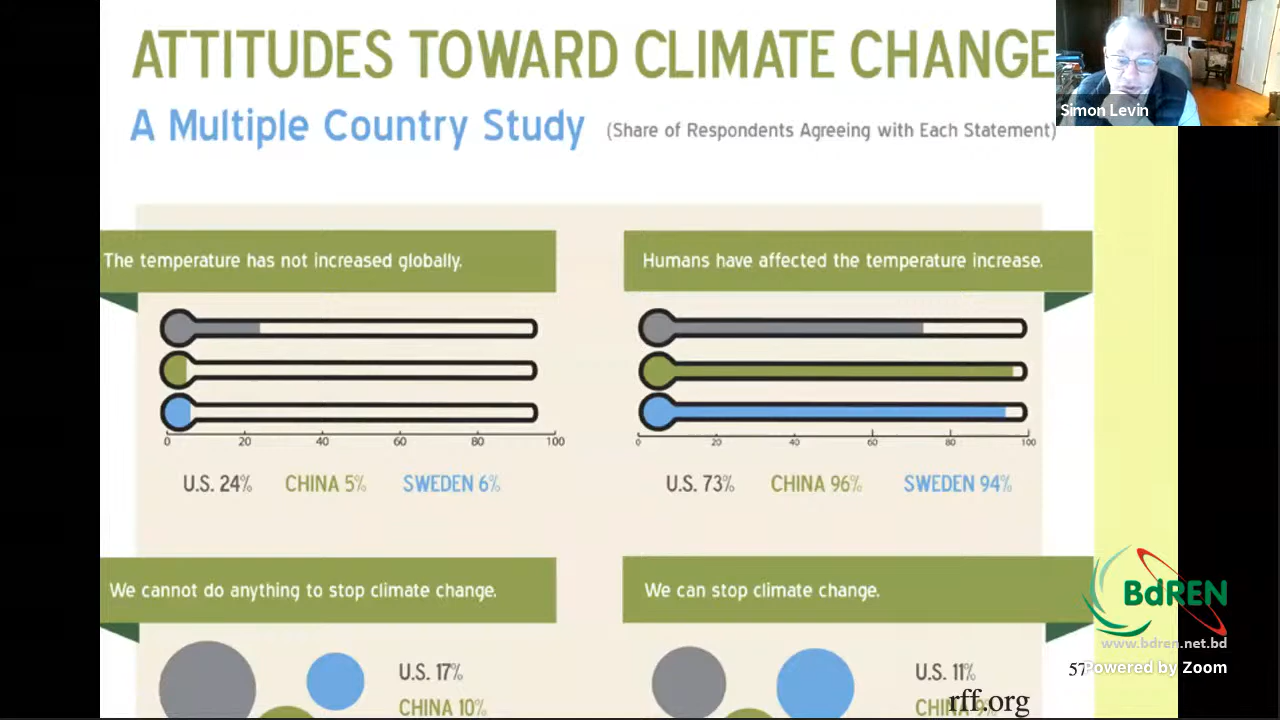 ATTITUDES TOWARD CLIMATE CHANGE
A Multiple Country Study (Share of Respondents Agreeing with Each Statement)
Simon Levin
The temperature has not increased globally.
0 20 40 60 80 100
U.S. 24% CHINA 5% SWEDEN 6%
Humans have affected the temperature increase.
0 20 40 60 80 100
U.S. 73% CHINA 96% SWEDEN 94%
We cannot do anything to stop climate change.
U.S. 17%
CHINA 10%
We can stop climate change.
U.S. 11%
CHINA
rff.org
57
BdREN
www.bdren.net.bd
Powered by Zoom